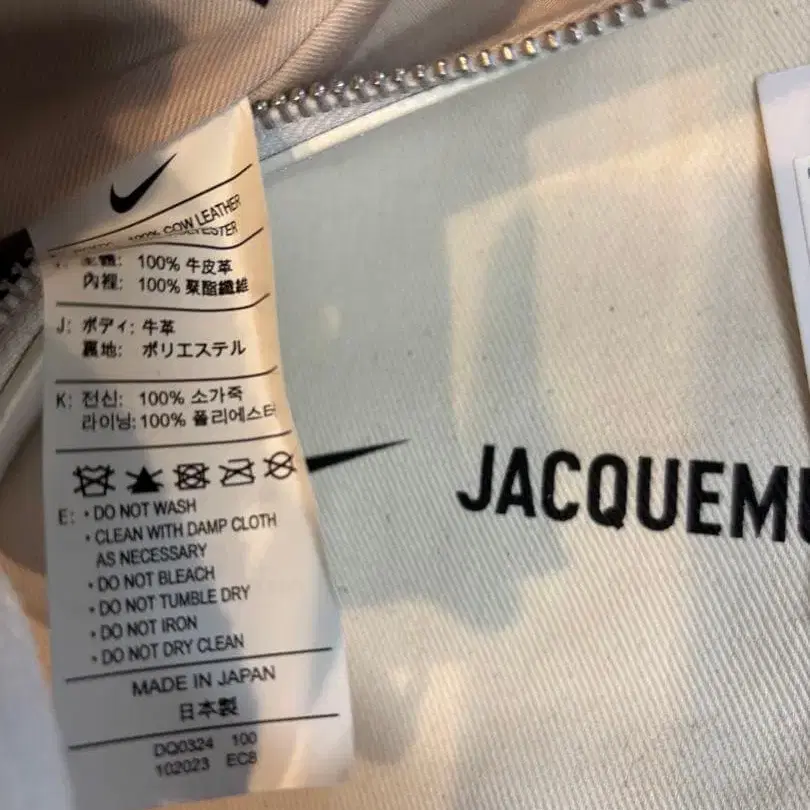 100% COW LEATHER
主體: 100% 牛皮革
內裡: 100% 聚酯纖維
J: ボディ: 牛革
裏地: ポリエステル
K: 전신: 100% 소가죽
라이닝: 100% 폴리에스터
E: • DO NOT WASH
• CLEAN WITH DAMP CLOTH
AS NECESSARY
• DO NOT BLEACH
• DO NOT TUMBLE DRY
• DO NOT IRON
• DO NOT DRY CLEAN
MADE IN JAPAN
日本製
DQ0324 100
102023 EC8
JACQUEMU